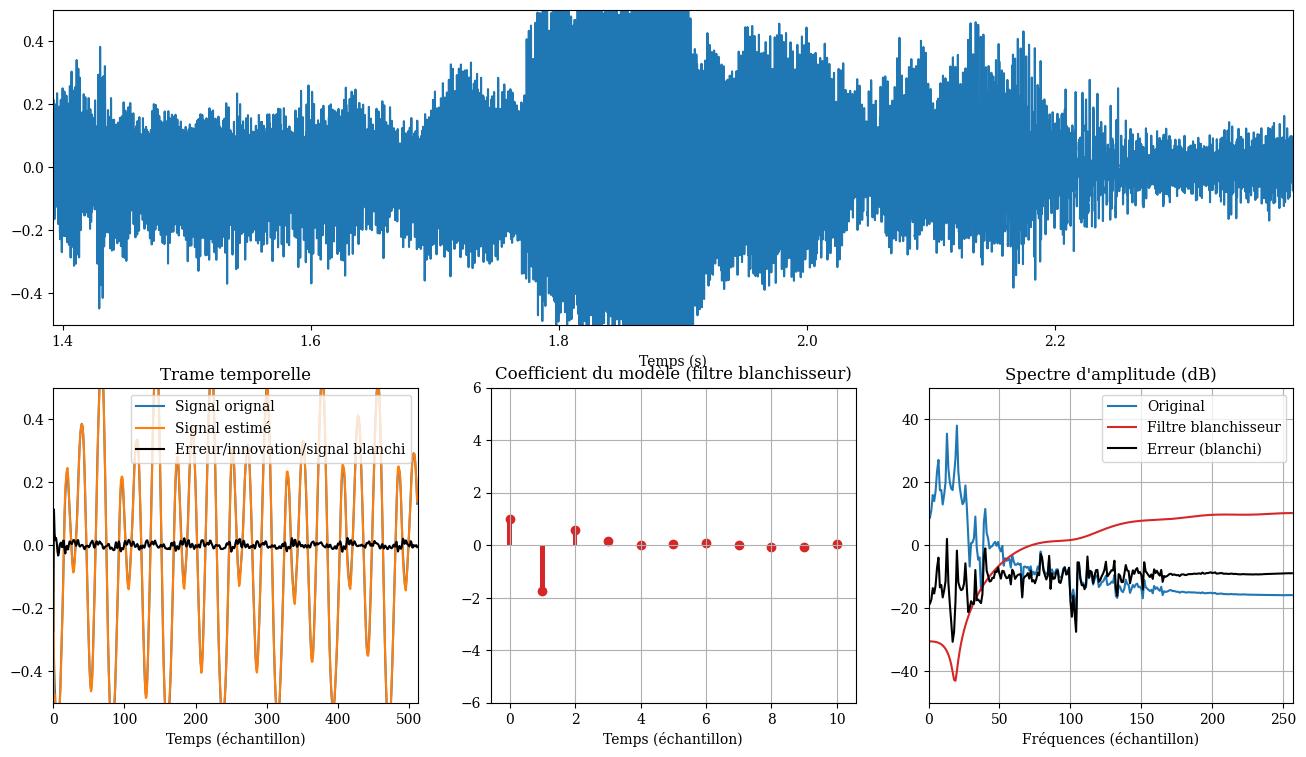 0.4
0.2
0.0
−0.2
−0.4
1.4 1.6 1.8 2.0 2.2
Temps (s)
Trame temporelle
Signal orignal
Signal estimé
Erreur/innovation/signal blanchi
0.4
0.2
0.0
−0.2
−0.4
0 100 200 300 400 500
Temps (échantillon)
Coefficient du modèle (filtre blanchisseur)
6
4
2
0
−2
−4
−6
0 2 4 6 8 10
Temps (échantillon)
Spectre d'amplitude (dB)
Original
Filtre blanchisseur
Erreur (blanchi)
40
20
0
−20
−40
0 50 100 150 200 250
Fréquences (échantillon)